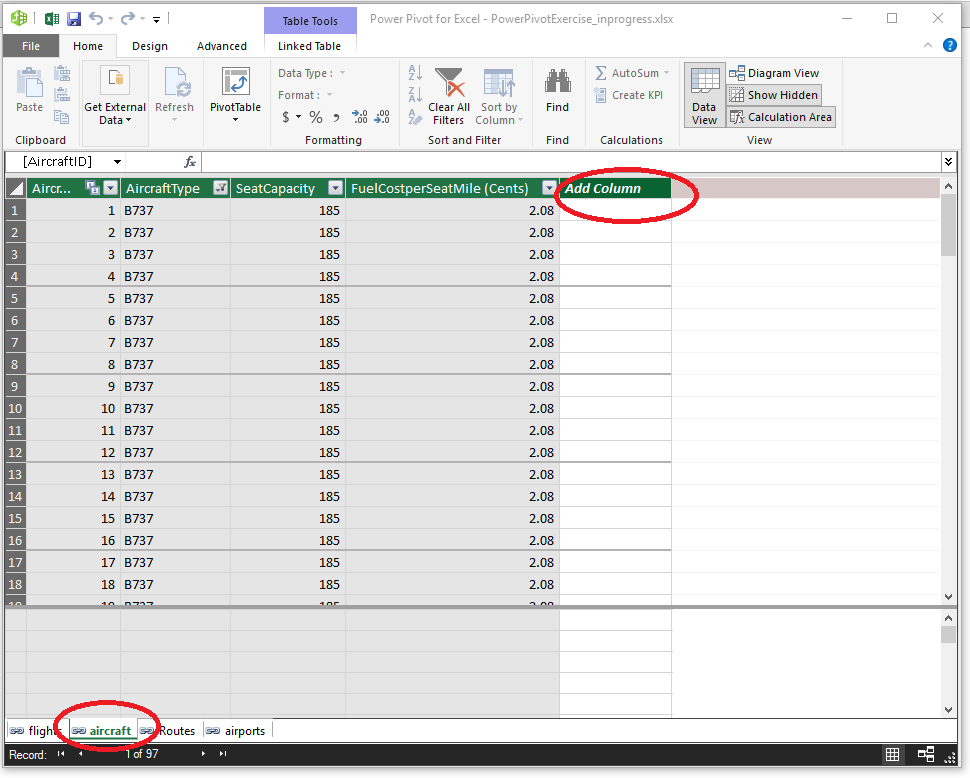 Table Tools
Power Pivot for Excel - PowerPivotExercise_inprogress.xlsx
File Home Design Advanced Linked Table
Paste
Get External Data
Refresh
PivotTable
Data Type :
Format :
$ % , .00 .00
Clear All Filters
Sort by Column
Find
AutoSum
Create KPI
Data View
Diagram View
Show Hidden
Calculation Area
Clipboard Formatting Sort and Filter Find Calculations View
[AircraftID] fx
Aircr... AircraftType SeatCapacity FuelCostperSeatMile (Cents) Add Column
1 1 B737 185 2.08
2 2 B737 185 2.08
3 3 B737 185 2.08
4 4 B737 185 2.08
5 5 B737 185 2.08
6 6 B737 185 2.08
7 7 B737 185 2.08
8 8 B737 185 2.08
9 9 B737 185 2.08
10 10 B737 185 2.08
11 11 B737 185 2.08
12 12 B737 185 2.08
13 13 B737 185 2.08
14 14 B737 185 2.08
15 15 B737 185 2.08
16 16 B737 185 2.08
17 17 B737 185 2.08
18 18 B737 185 2.08
19 19 B737 185 2.08
aircraft Routes airports
Record: 1 of 97